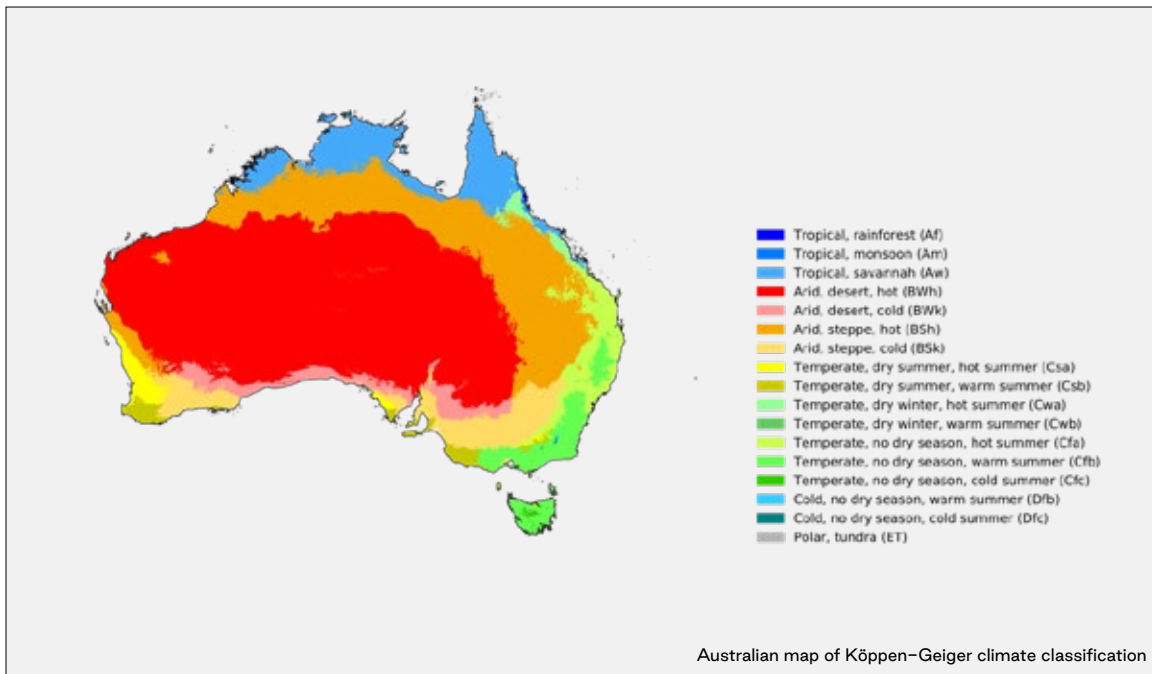 Tropical, rainforest (Af)
Tropical, monsoon (Am)
Tropical, savannah (Aw)
Arid, desert, hot (BWh)
Arid, desert, cold (BWk)
Arid, steppe, hot (BSh)
Arid, steppe, cold (BSk)
Temperate, dry summer, hot summer (Csa)
Temperate, dry summer, warm summer (Csb)
Temperate, dry winter, hot summer (Cwa)
Temperate, dry winter, warm summer (Cwb)
Temperate, no dry season, hot summer (Cfa)
Temperate, no dry season, warm summer (Cfb)
Temperate, no dry season, cold summer (Cfc)
Cold, no dry season, warm summer (Dfb)
Cold, no dry season, cold summer (Dfc)
Polar, tundra (ET)
Australian map of Köppen–Geiger climate classification